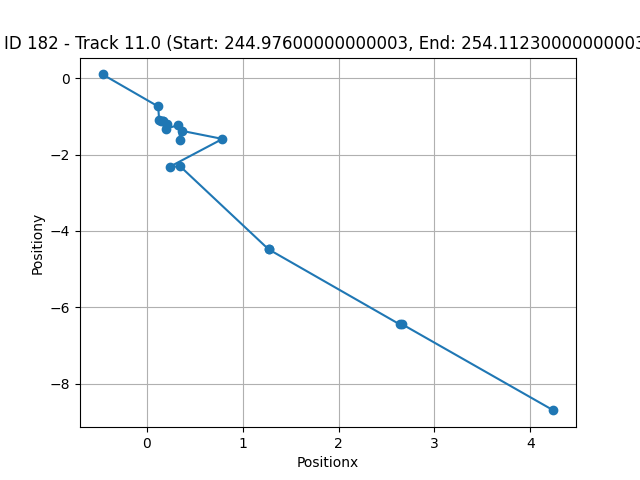 ID 182 - Track 11.0 (Start: 244.97600000000003, End: 254.11230000000003
0
−2
−4
−6
−8
Positiony
0 1 2 3 4
Positionx